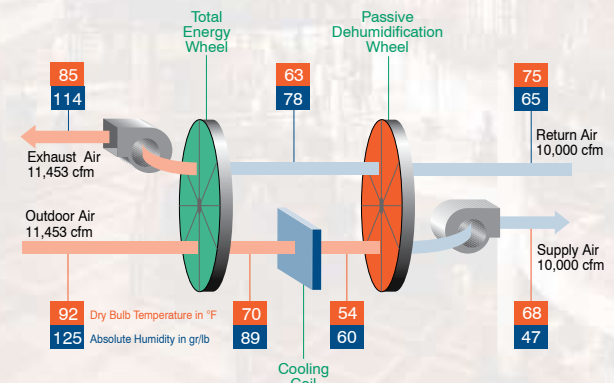 Total
Energy
Wheel
Passive
Dehumidification
Wheel
85
114
63
78
75
65
Exhaust Air
11,453 cfm
Return Air
10,000 cfm
Outdoor Air
11,453 cfm
Supply Air
10,000 cfm
92 Dry Bulb Temperature in °F
125 Absolute Humidity in gr/lb
70
89
54
60
68
47
Cooling
Coil